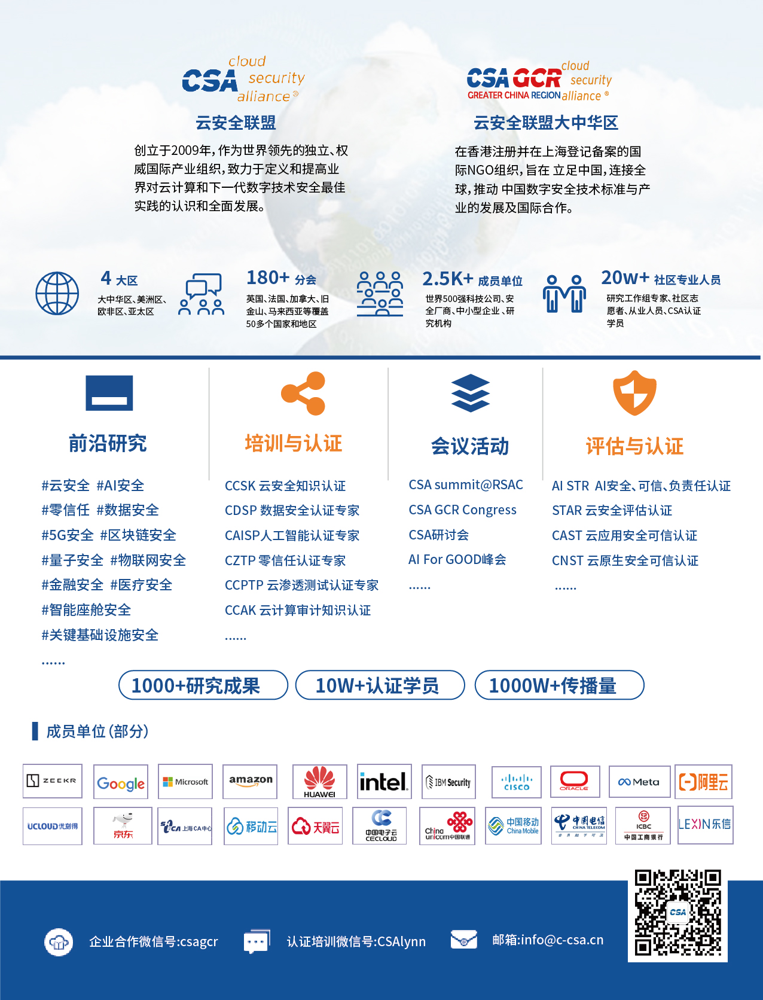 cloud
CSA security
alliance®
云安全联盟
创立于2009年，作为世界领先的独立、权
威国际产业组织，致力于定义和提高业
界对云计算和下一代数字技术安全最佳
实践的认识和全面发展。
cloud
CSA GCR security
GREATER CHINA REGION alliance ®
云安全联盟大中华区
在香港注册并在上海登记备案的国
际NGO组织，旨在 立足中国，连接全
球，推动 中国数字安全技术标准与产
业的发展及国际合作。
4 大区
大中华区、美洲区、
欧非区、亚太区
180+ 分会
英国、法国、加拿大、旧
金山、马来西亚等覆盖
50多个国家和地区
2.5K+ 成员单位
世界500强科技公司、安
全厂商、中小型企业 、研
究机构
20w+ 社区专业人员
研究工作组专家、社区志
愿者、从业人员、CSA认证
学员
前沿研究
#云安全 #AI安全
#零信任 #数据安全
#5G安全 #区块链安全
#量子安全 #物联网安全
#金融安全 #医疗安全
#智能座舱安全
#关键基础设施安全
......
培训与认证
CCSK 云安全知识认证
CDSP 数据安全认证专家
CAISP人工智能认证专家
CZTP 零信任认证专家
CCPTP 云渗透测试认证专家
CCAK 云计算审计知识认证
......
会议活动
CSA summit@RSAC
CSA GCR Congress
CSA研讨会
AI For GOOD峰会
......
评估与认证
AI STR AI安全、可信、负责任认证
STAR 云安全评估认证
CAST 云应用安全可信认证
CNST 云原生安全可信认证
......
1000+研究成果
10W+认证学员
1000W+传播量
成员单位（部分）
ZEEKR
Google
Microsoft
amazon
HUAWEI
intel.
IBM Security
CISCO
ORACLE
Meta
阿里云
UCLOUD优刻得
京东
上海CA中心
移动云
天翼云
中国电子云
CECLOUD
China
unicom中国联通
中国移动
China Mobile
中国电信
CHINA TELECOM
世界触手可及
ICBC
中国工商银行
LEXIN乐信
企业合作微信号:csagcr
认证培训微信号:CSAlynn
邮箱:info@c-csa.cn
CSA